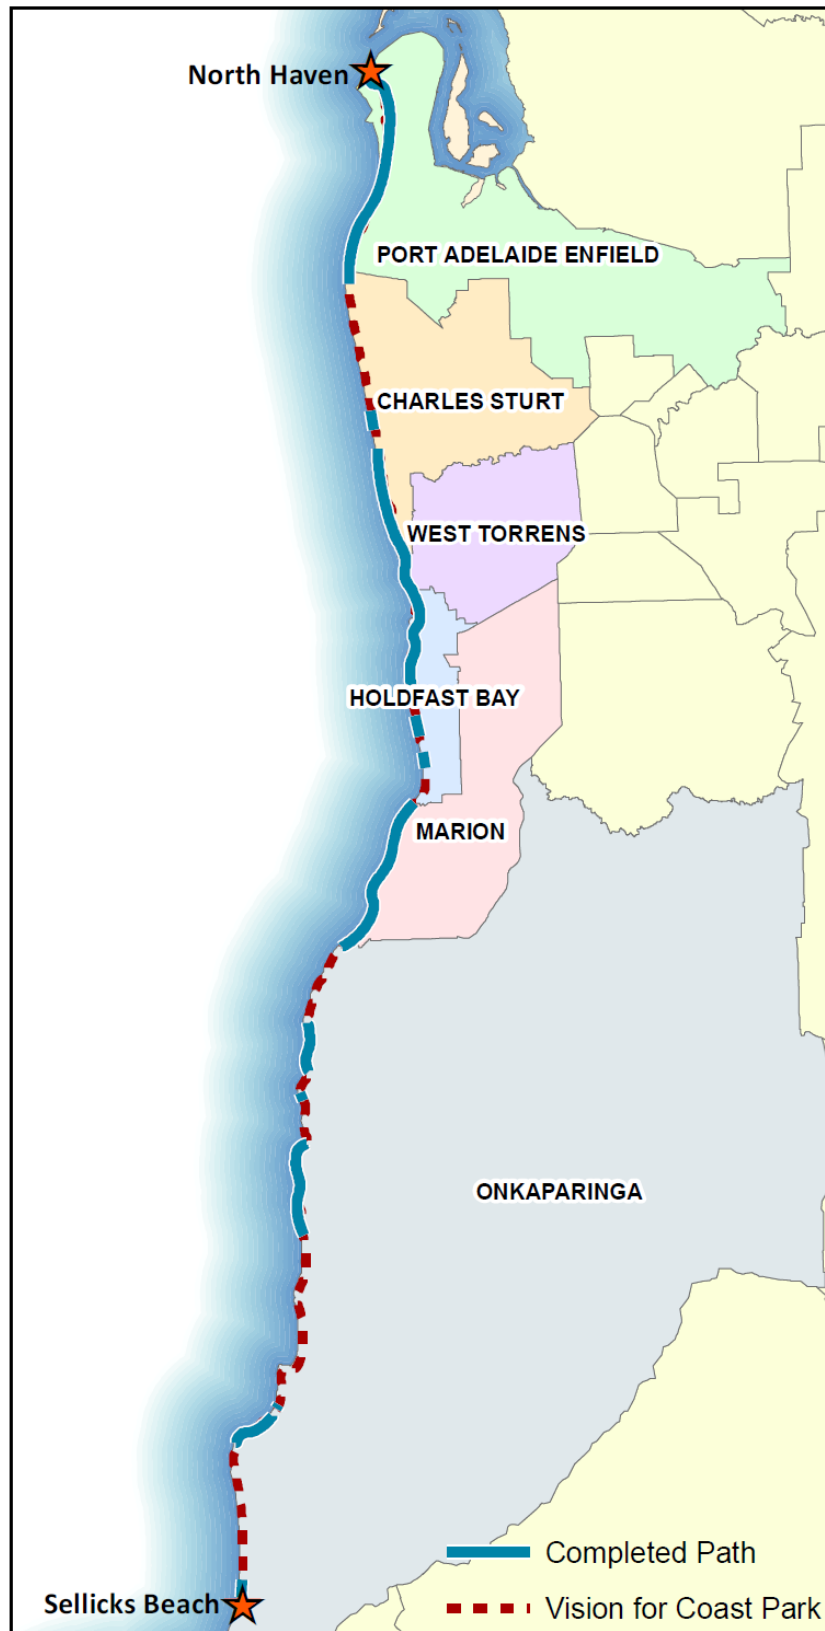 North Haven
PORT ADELAIDE ENFIELD
CHARLES STURT
WEST TORRENS
HOLDFAST BAY
MARION
ONKAPARINGA
Completed Path
Sellicks Beach
Vision for Coast Park